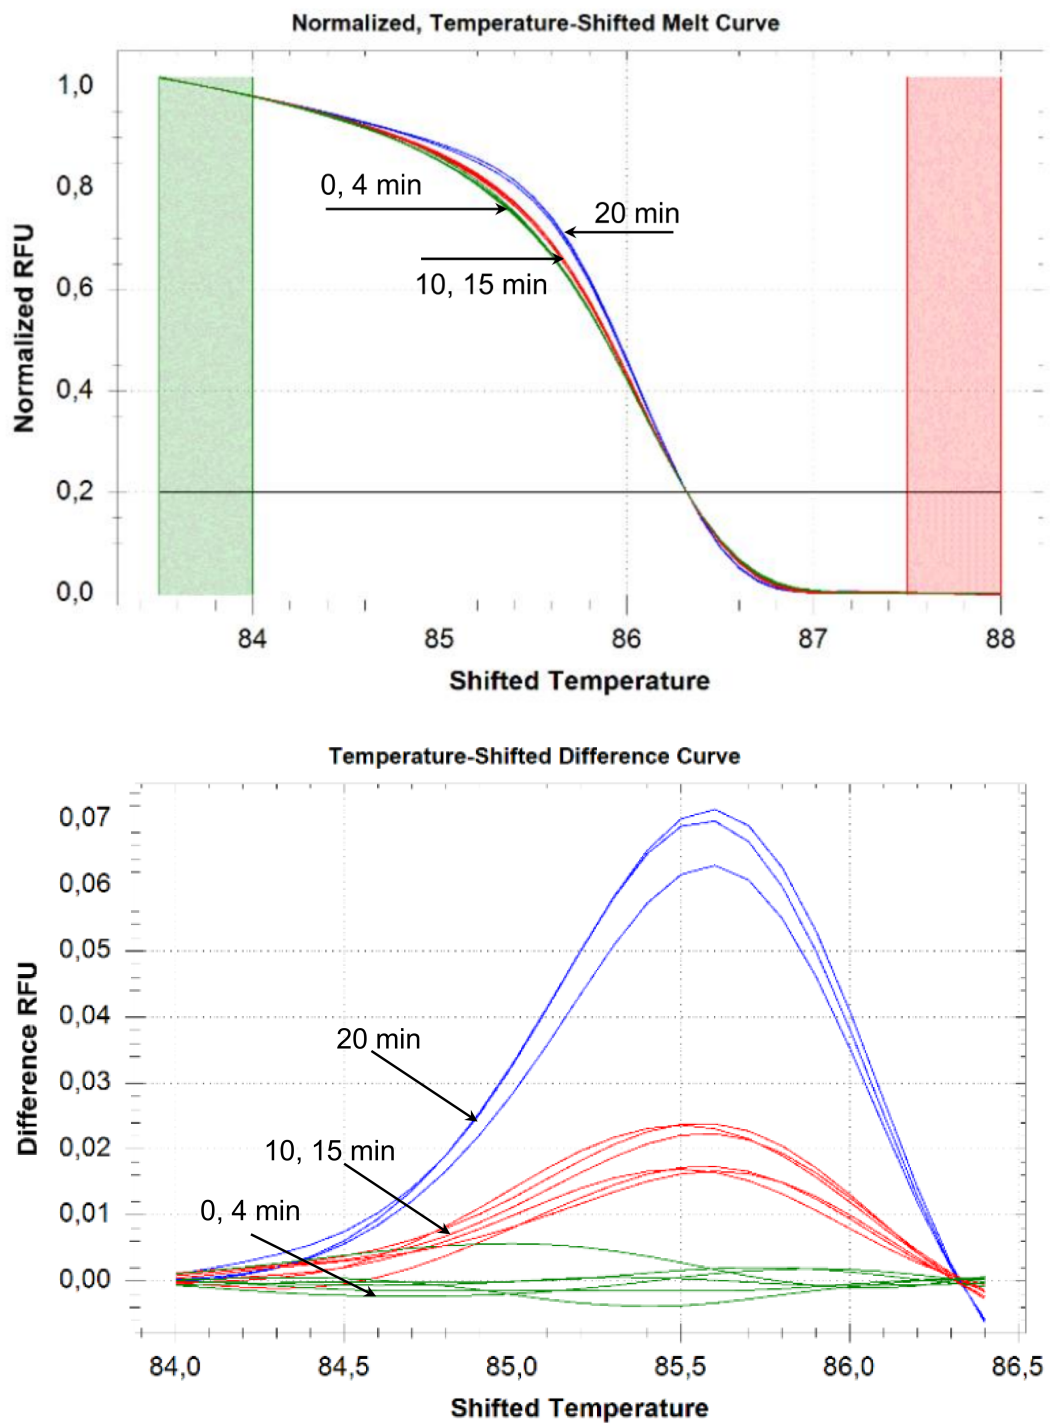 Normalized, Temperature-Shifted Melt Curve
1,0
0,8
0,6
0,4
0,2
0,0
Normalized RFU
0, 4 min
20 min
10, 15 min
84 85 86 87 88
Shifted Temperature
Temperature-Shifted Difference Curve
0,07
0,06
0,05
0,04
0,03
0,02
0,01
0,00
Difference RFU
20 min
10, 15 min
0, 4 min
84,0 84,5 85,0 85,5 86,0 86,5
Shifted Temperature